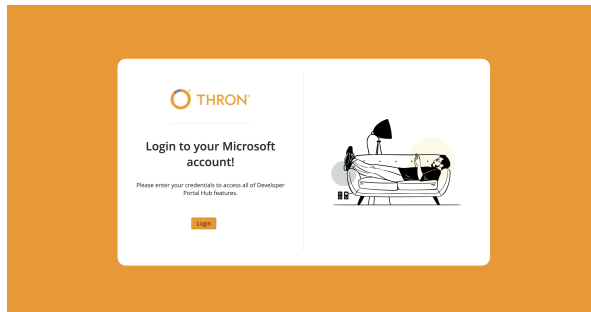 THRON
Login to your Microsoft
account!
Please enter your credentials to access all of Developer
Portal Hub features.
Login